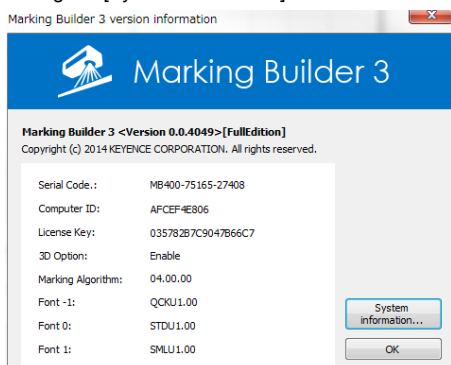 Marking Builder 3 version information
Marking Builder 3
Marking Builder 3 <Version 0.0.4049>[FullEdition]
Copyright (c) 2014 KEYENCE CORPORATION. All rights reserved.
Serial Code.: MB400-75165-27408
Computer ID: AFCEF4E806
License Key: 035782B7C9047B66C7
3D Option: Enable
Marking Algorithm: 04.00.00
Font -1: QCKU1.00
Font 0: STDU1.00
Font 1: SMLU1.00
System
information...
OK